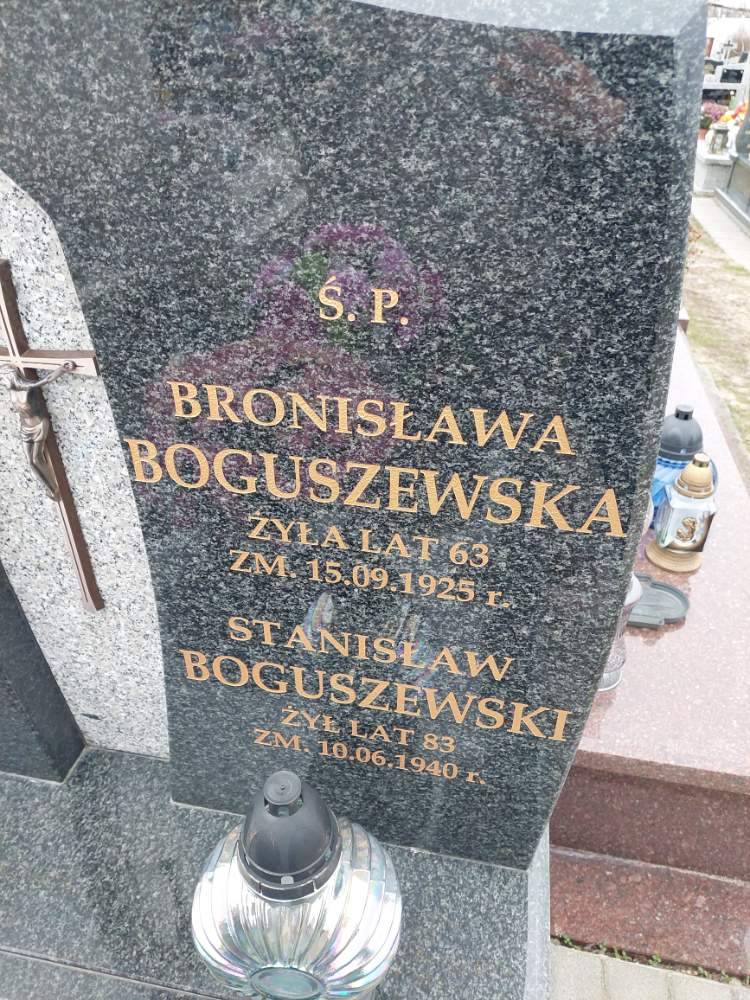 Ś. P.
BRONISŁAWA
BOGUSZEWSKA
ŻYŁA LAT 63
ZM. 15.09.1925 r.
STANISŁAW
BOGUSZEWSKI
ŻYŁ LAT 83
ZM. 10.06.1940 r.